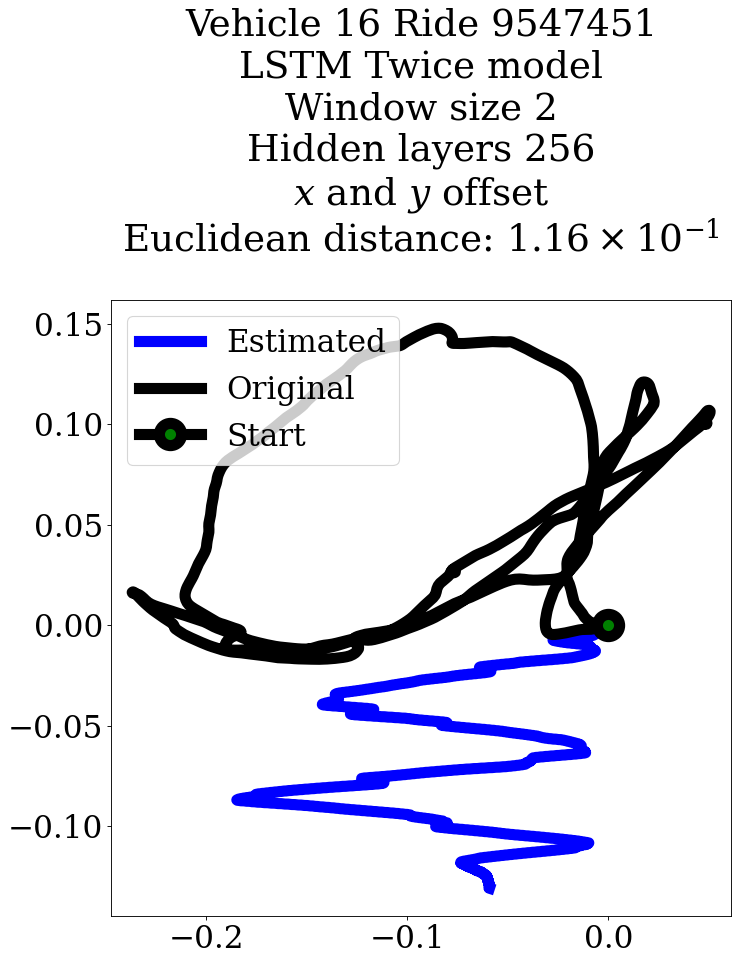 Vehicle 16 Ride 9547451
LSTM Twice model
Window size 2
Hidden layers 256
x and y offset
Euclidean distance: 1.16 × 10⁻¹
Estimated
Original
Start
0.15
0.10
0.05
0.00
−0.05
−0.10
−0.2 −0.1 0.0